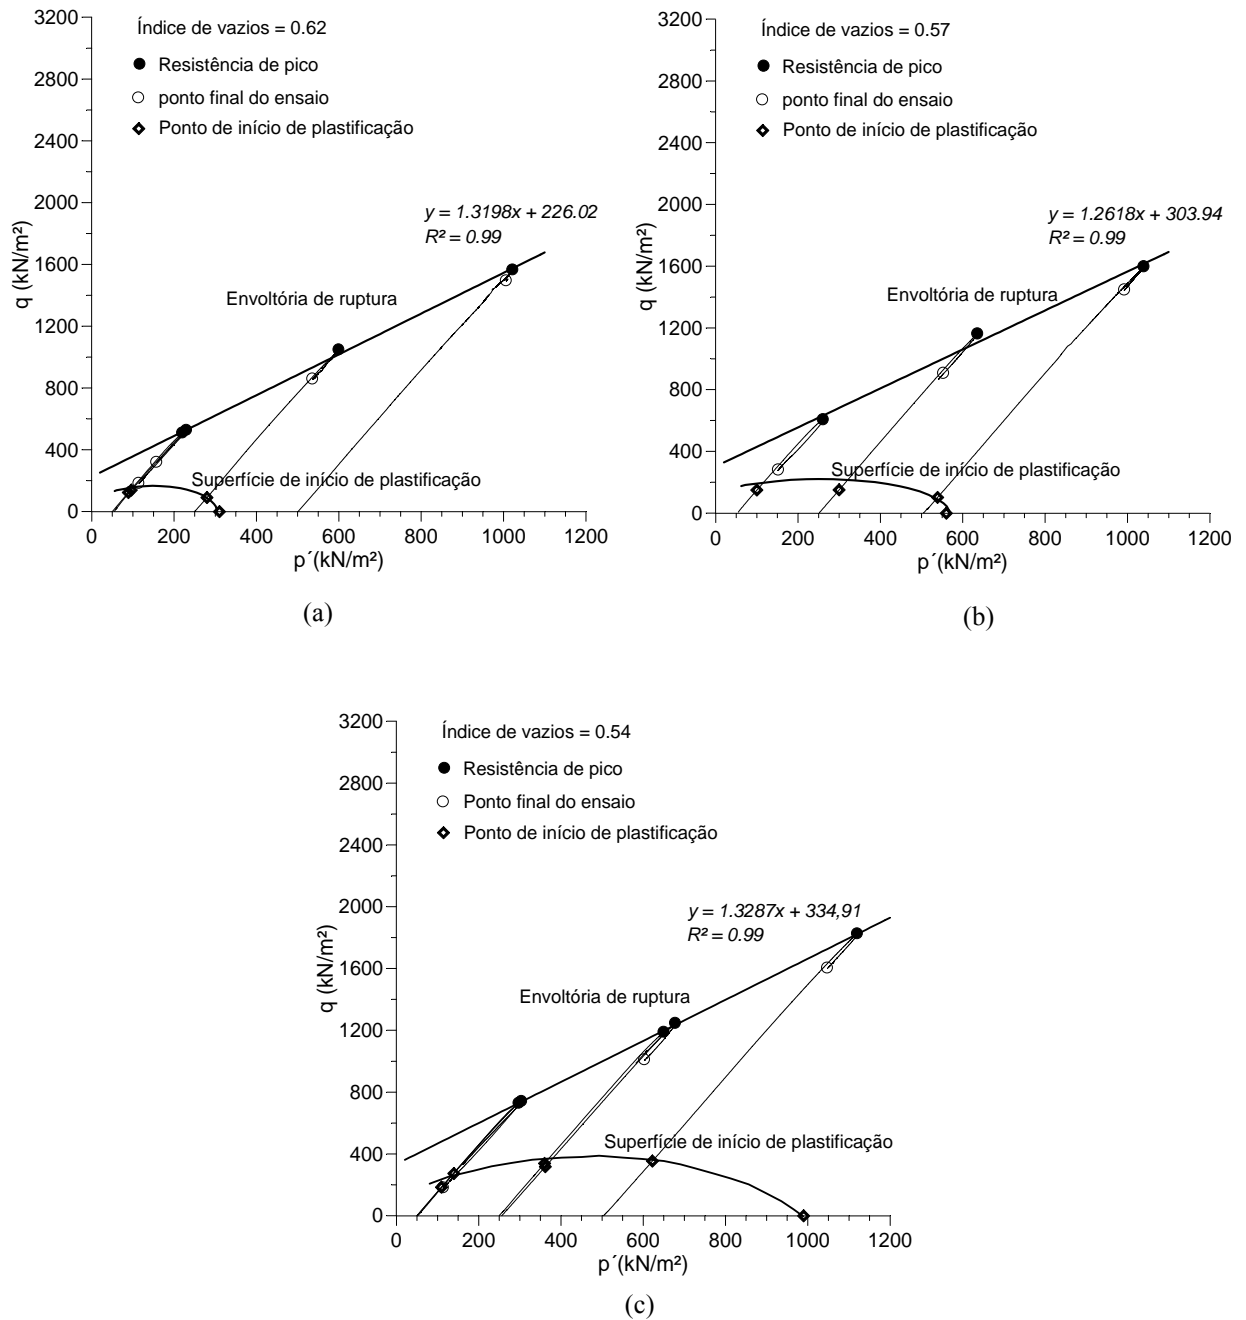 Índice de vazios = 0.62
Resistência de pico
ponto final do ensaio
Ponto de início de plastificação
y = 1.3198x + 226.02
R² = 0.99
Envoltória de ruptura
Superfície de início de plastificação
q (kN/m²)
3200
2800
2400
2000
1600
1200
800
400
0
0 200 400 600 800 1000 1200
p´(kN/m²)
(a)
Índice de vazios = 0.57
Resistência de pico
ponto final do ensaio
Ponto de início de plastificação
y = 1.2618x + 303.94
R² = 0.99
Envoltória de ruptura
Superfície de início de plastificação
q (kN/m²)
3200
2800
2400
2000
1600
1200
800
400
0
0 200 400 600 800 1000 1200
p´(kN/m²)
(b)
Índice de vazios = 0.54
Resistência de pico
Ponto final do ensaio
Ponto de início de plastificação
y = 1.3287x + 334,91
R² = 0.99
Envoltória de ruptura
Superfície de início de plastificação
q (kN/m²)
3200
2800
2400
2000
1600
1200
800
400
0
0 200 400 600 800 1000 1200
p´(kN/m²)
(c)